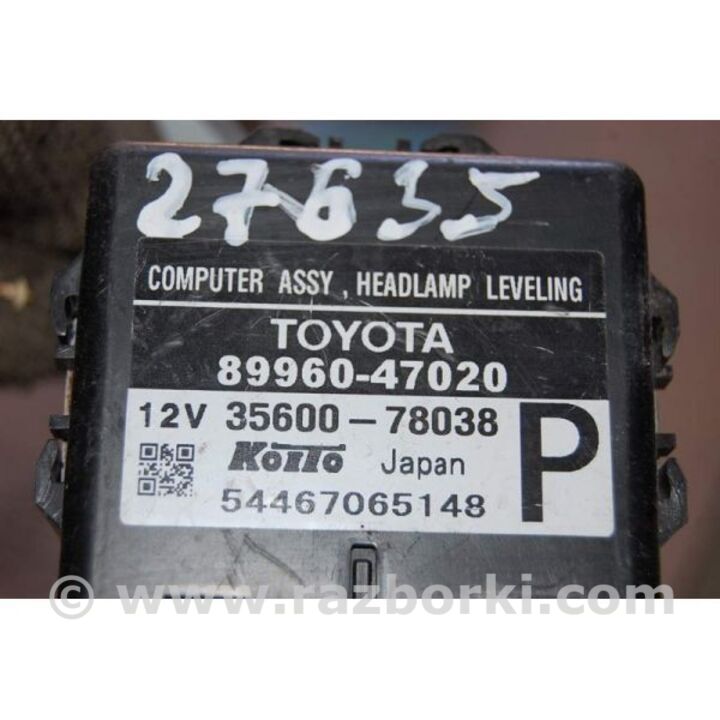 27635
COMPUTER ASSY , HEADLAMP LEVELING
TOYOTA
89960-47020
12V 35600-78038
P
KOITO Japan
54467065148
© www.razborki.com